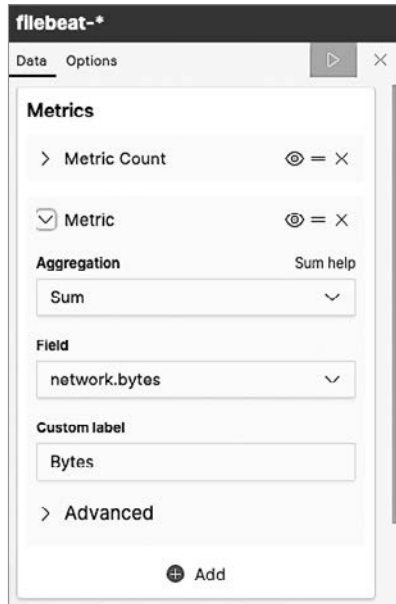 filebeat-*
Data Options
Metrics
Metric Count
Metric
Aggregation Sum help
Sum
Field
network.bytes
Custom label
Bytes
Advanced
Add